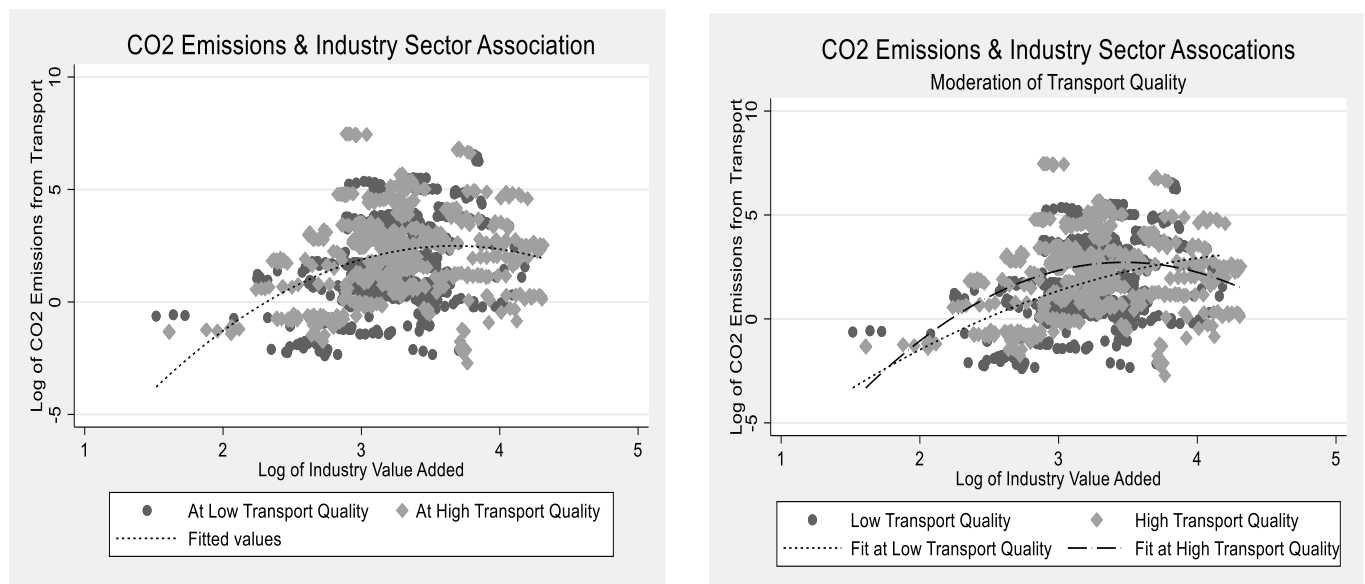 CO2 Emissions & Industry Sector Association
Log of CO2 Emissions from Transport
10
5
0
-5
1 2 3 4 5
Log of Industry Value Added
At Low Transport Quality At High Transport Quality
Fitted values
CO2 Emissions & Industry Sector Assocations
Moderation of Transport Quality
Log of CO2 Emissions from Transport
10
5
0
-5
1 2 3 4 5
Log of Industry Value Added
Low Transport Quality High Transport Quality
Fit at Low Transport Quality Fit at High Transport Quality